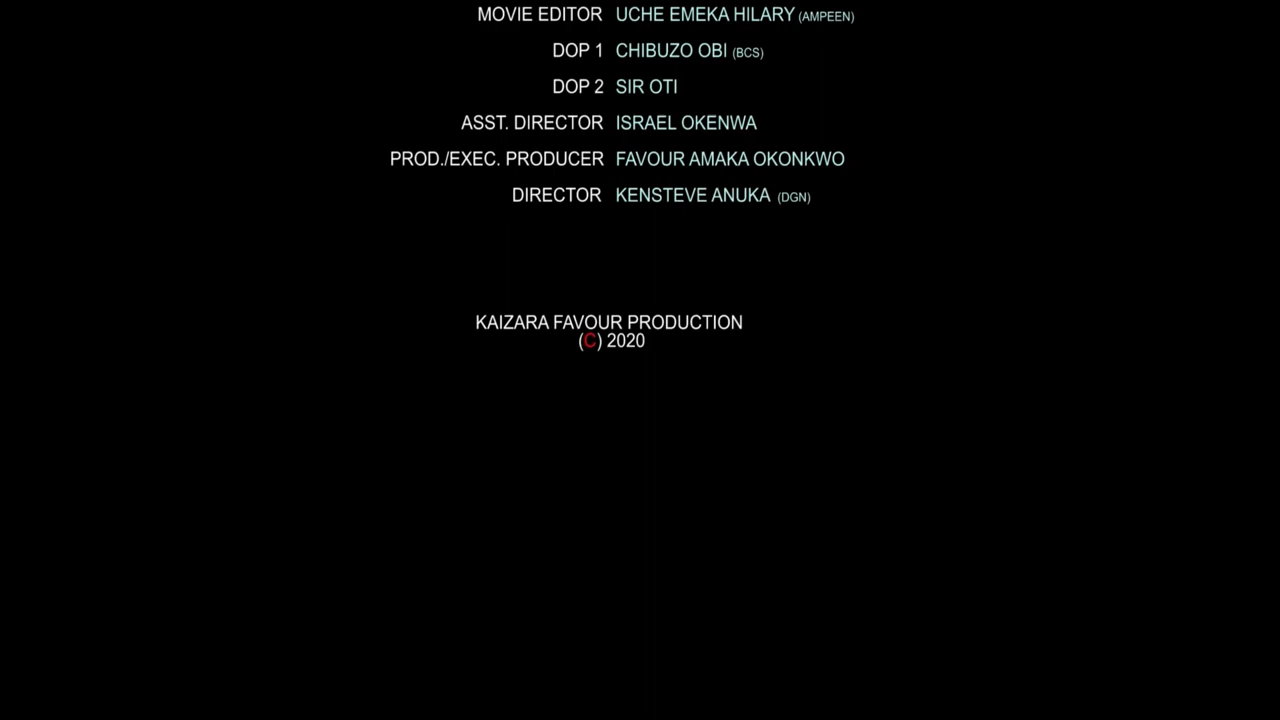 MOVIE EDITOR UCHE EMEKA HILARY (AMPEEN)
DOP 1 CHIBUZO OBI (BCS)
DOP 2 SIR OTI
ASST. DIRECTOR ISRAEL OKENWA
PROD./EXEC. PRODUCER FAVOUR AMAKA OKONKWO
DIRECTOR KENSTEVE ANUKA (DGN)
KAIZARA FAVOUR PRODUCTION
(C) 2020